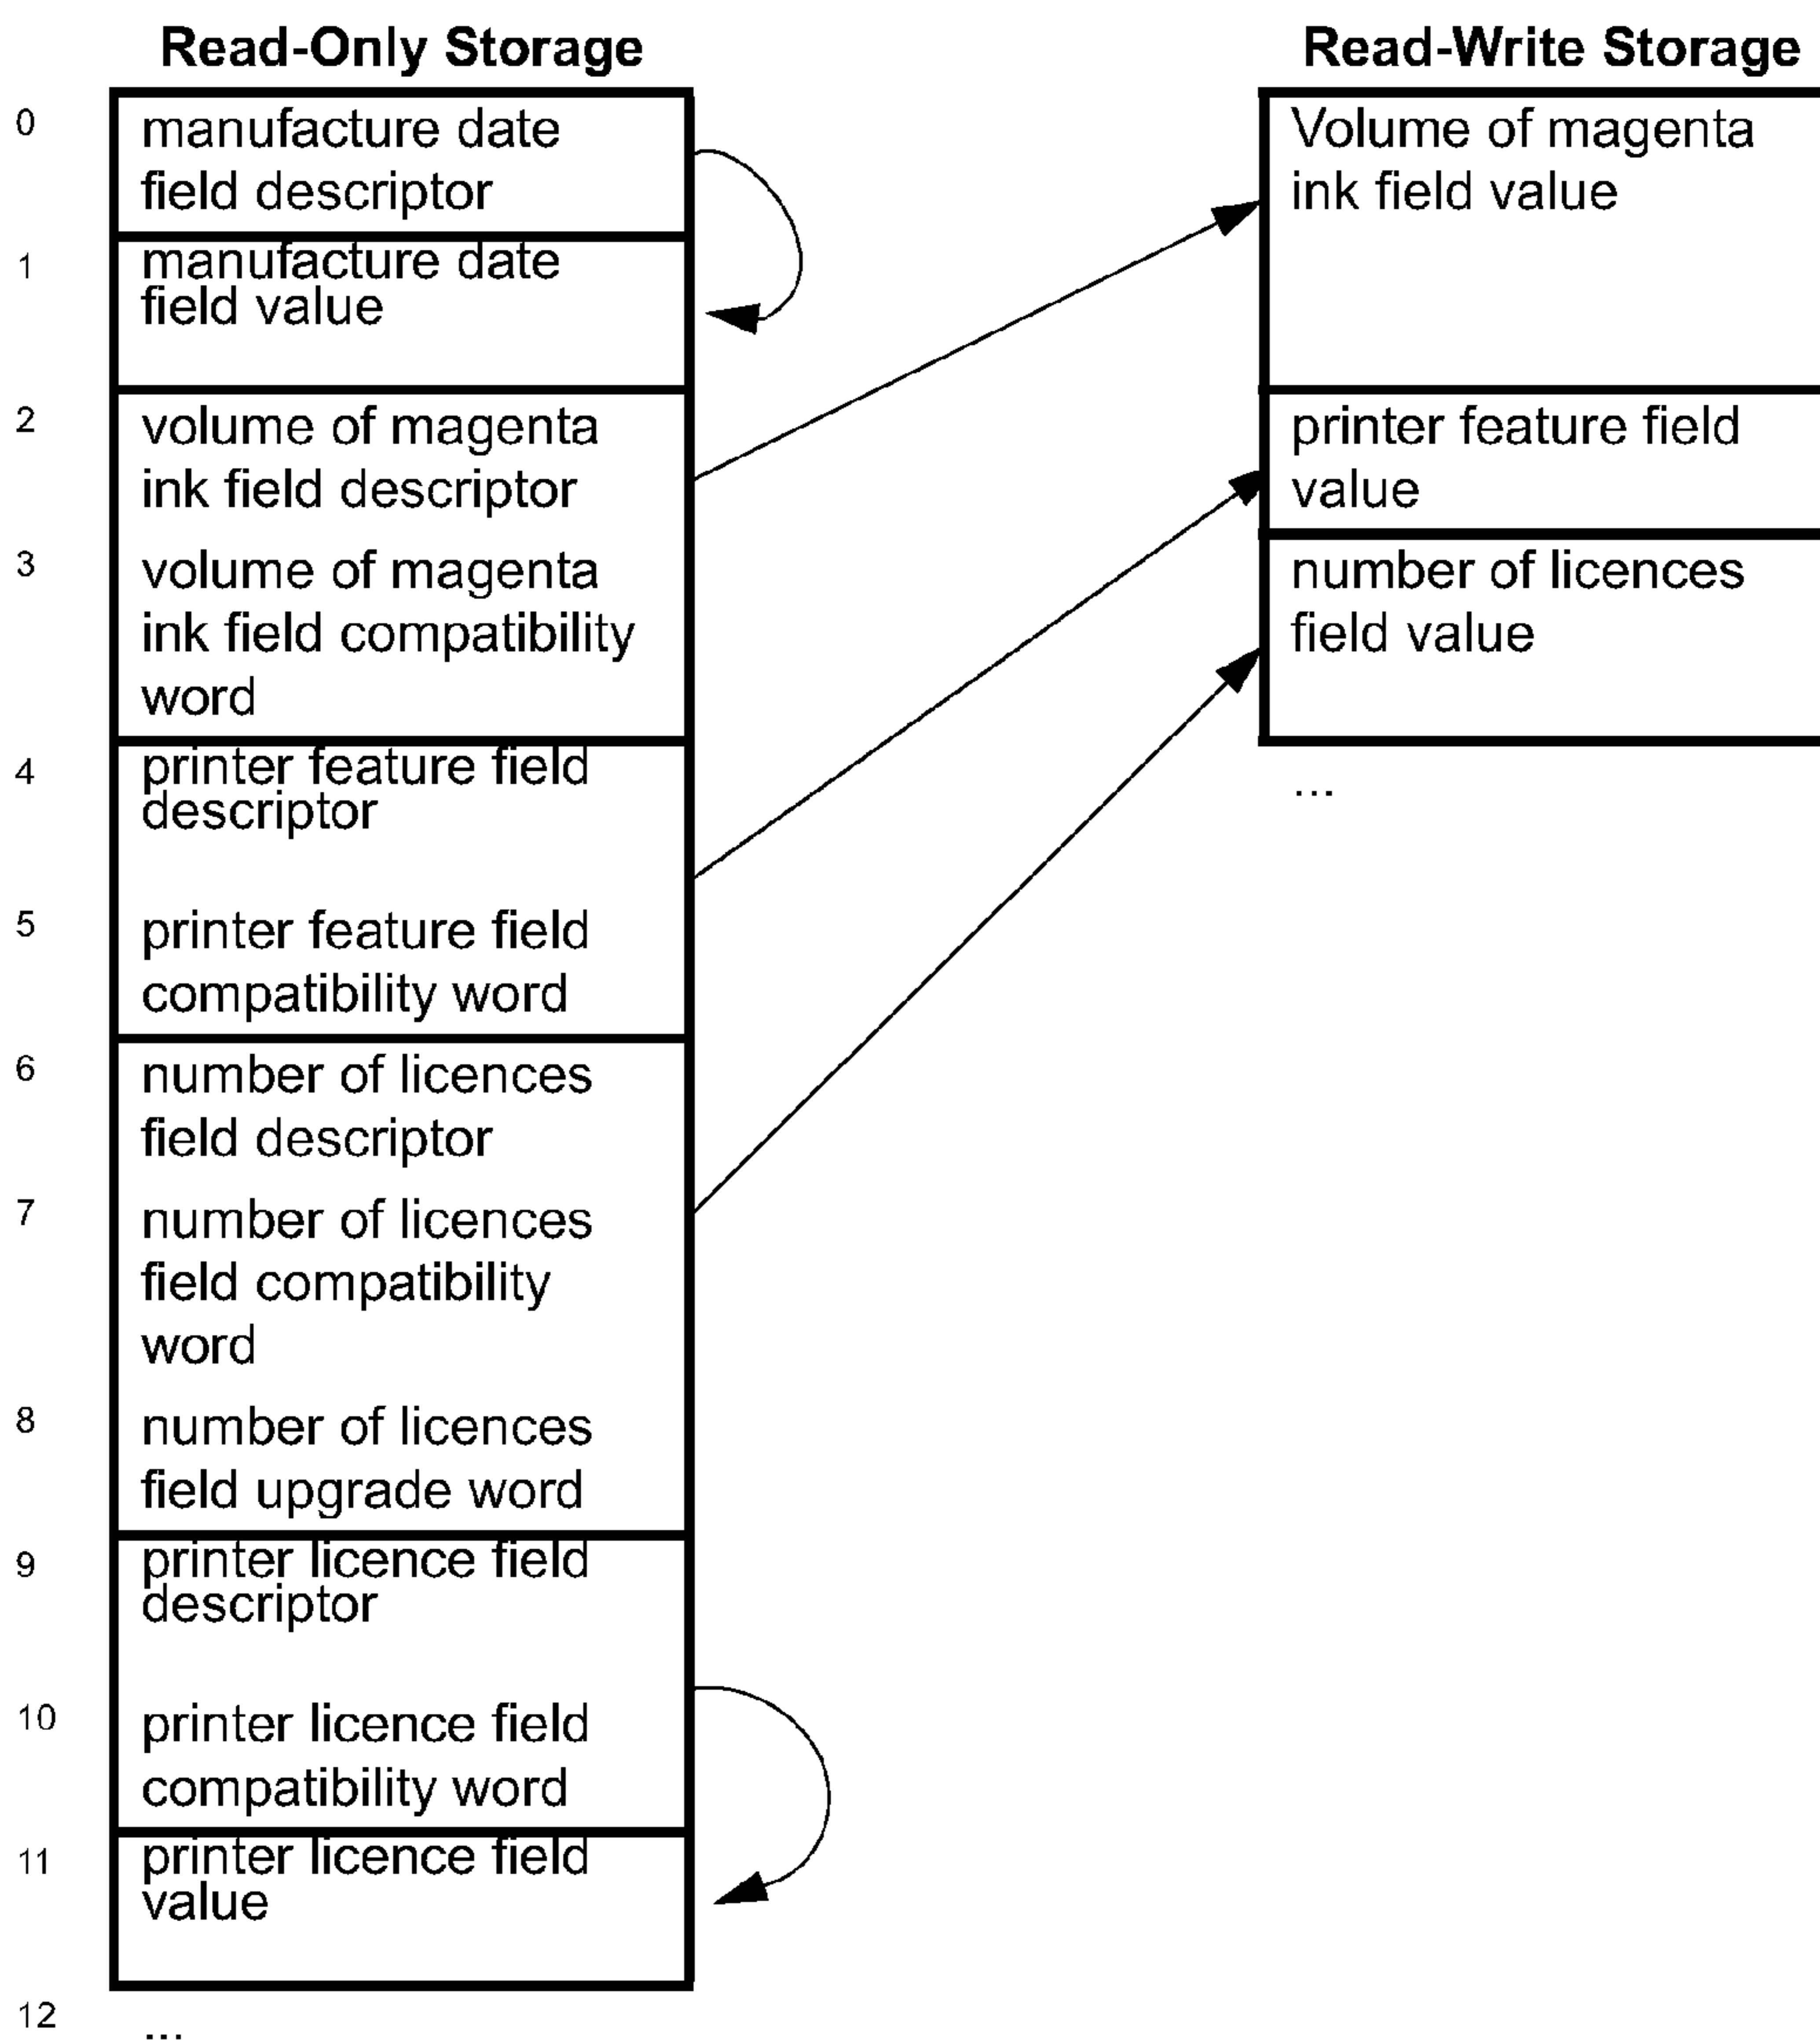 Read-Only Storage
0
manufacture date
field descriptor
1
manufacture date
field value
2
volume of magenta
ink field descriptor
3
volume of magenta
ink field compatibility
word
4
printer feature field
descriptor
5
printer feature field
compatibility word
6
number of licences
field descriptor
7
number of licences
field compatibility
word
8
number of licences
field upgrade word
9
printer licence field
descriptor
10
printer licence field
compatibility word
11
printer licence field
value
12
...
Read-Write Storage
Volume of magenta
ink field value
printer feature field
value
number of licences
field value
...